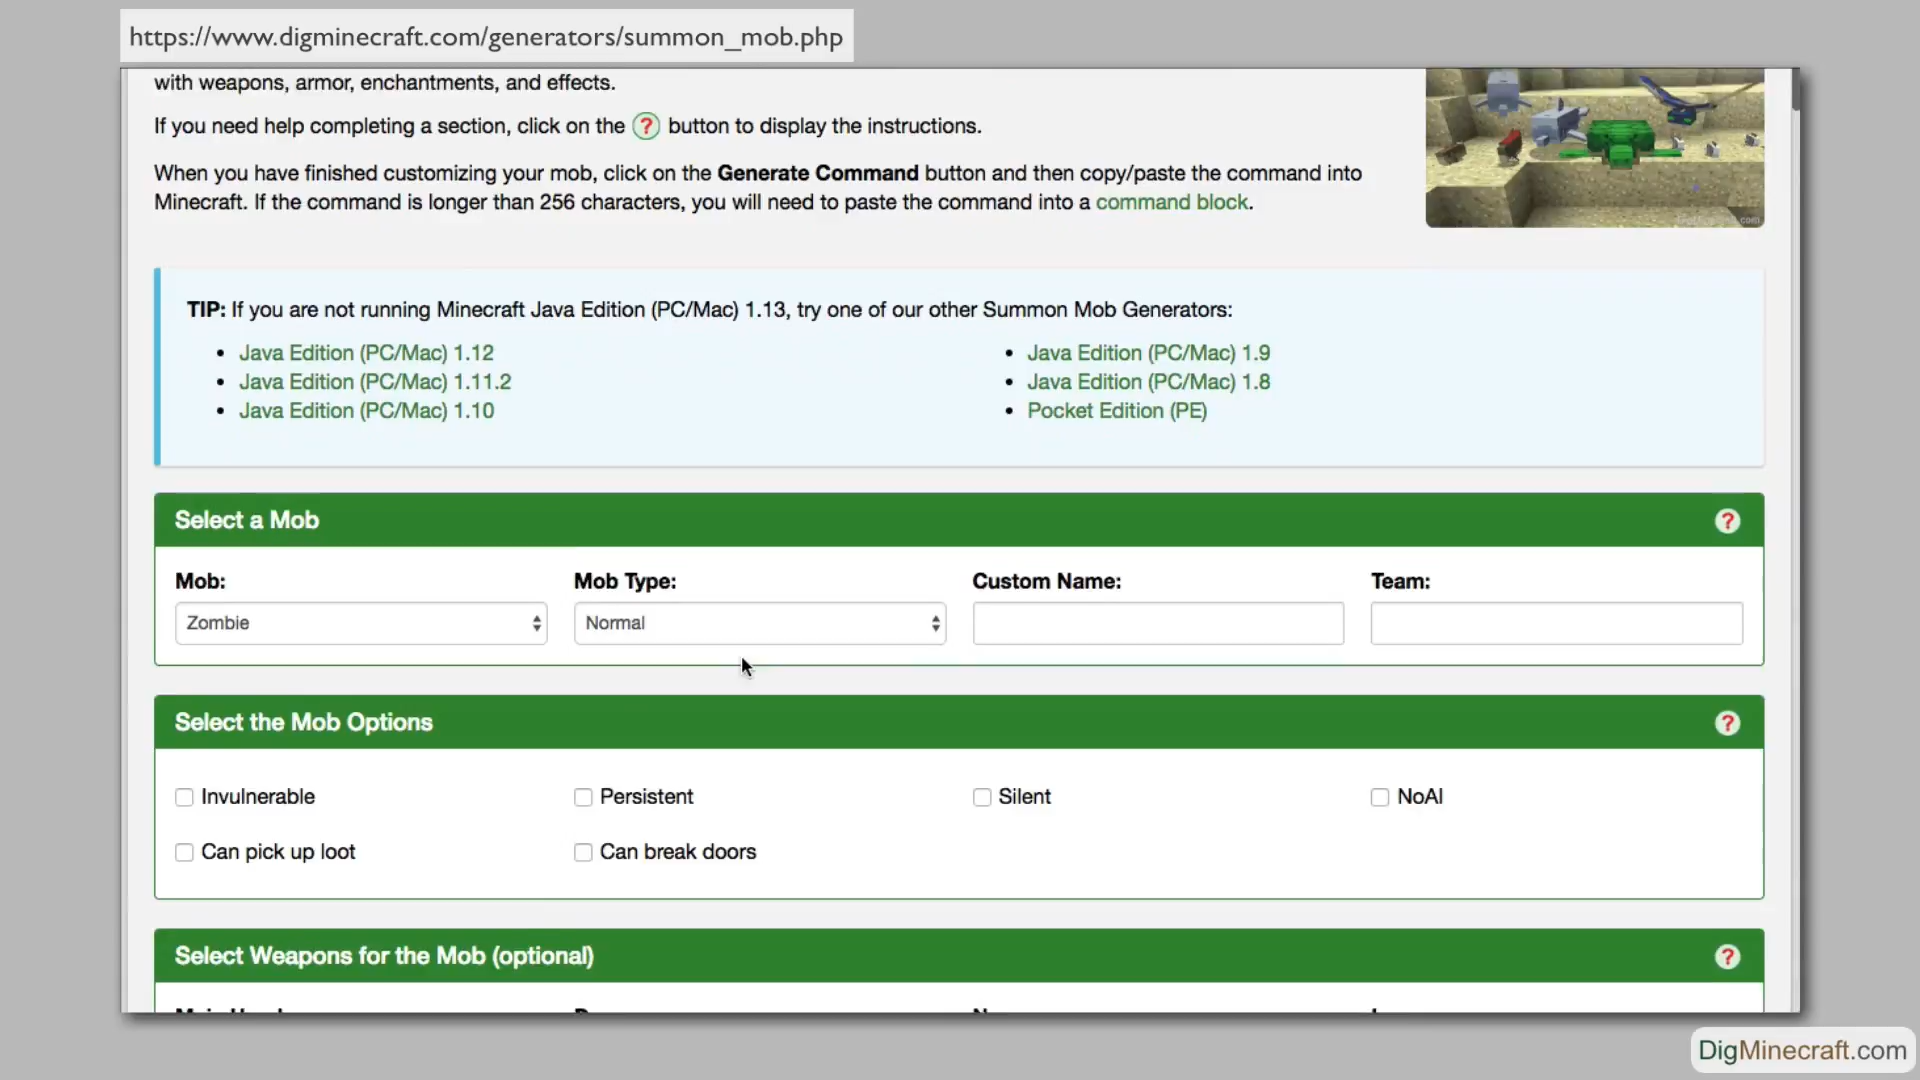 https://www.digminecraft.com/generators/summon_mob.php
with weapons, armor, enchantments, and effects.
If you need help completing a section, click on the ? button to display the instructions.
When you have finished customizing your mob, click on the Generate Command button and then copy/paste the command into
Minecraft. If the command is longer than 256 characters, you will need to paste the command into a command block.
TIP: If you are not running Minecraft Java Edition (PC/Mac) 1.13, try one of our other Summon Mob Generators:
• Java Edition (PC/Mac) 1.12
• Java Edition (PC/Mac) 1.11.2
• Java Edition (PC/Mac) 1.10
• Java Edition (PC/Mac) 1.9
• Java Edition (PC/Mac) 1.8
• Pocket Edition (PE)
Select a Mob ?
Mob: Mob Type: Custom Name: Team:
Zombie Normal
Select the Mob Options ?
Invulnerable Persistent Silent NoAI
Can pick up loot Can break doors
Select Weapons for the Mob (optional) ?
DigMinecraft.com